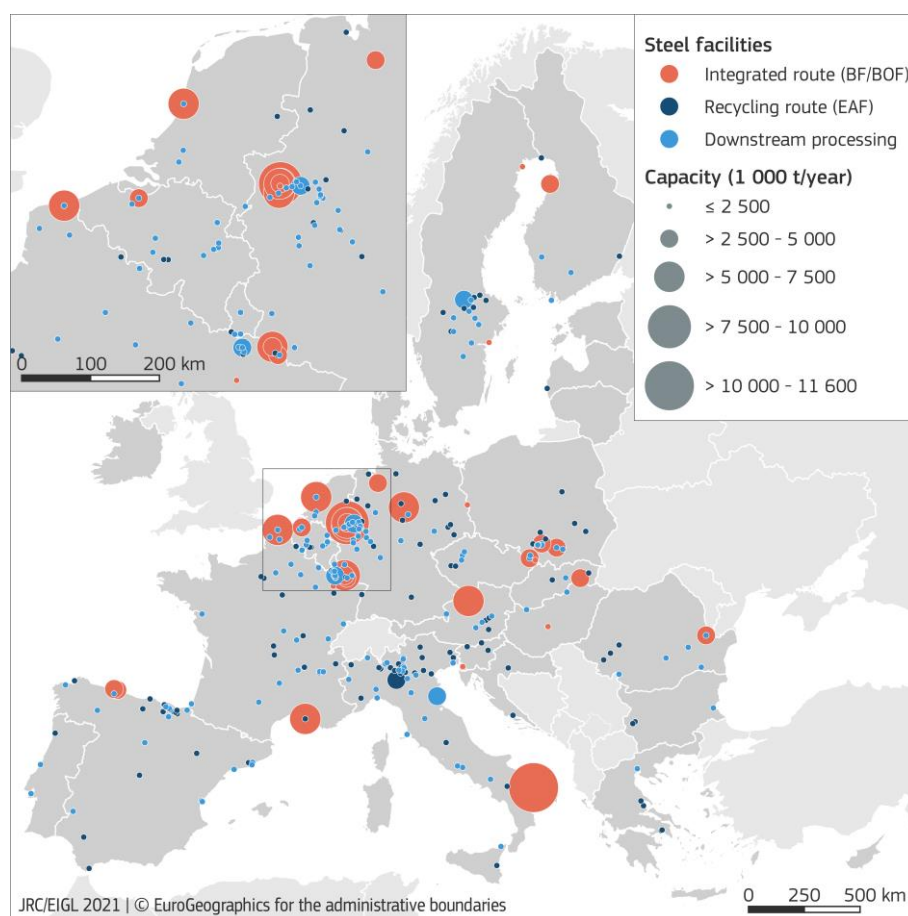 Steel facilities
Integrated route (BF/BOF)
Recycling route (EAF)
Downstream processing
Capacity (1 000 t/year)
≤ 2 500
> 2 500 - 5 000
> 5 000 - 7 500
> 7 500 - 10 000
> 10 000 - 11 600
0 100 200 km
JRC/EIGL 2021 | © EuroGeographics for the administrative boundaries
0 250 500 km